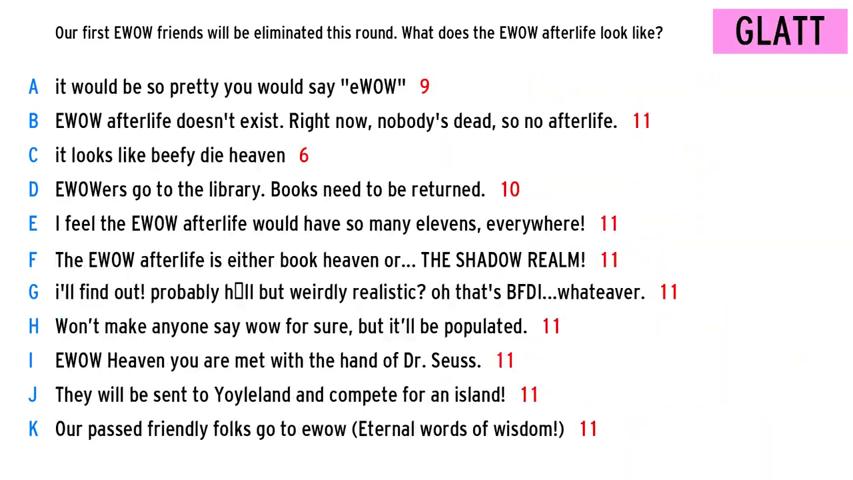 Our first EWOW friends will be eliminated this round. What does the EWOW afterlife look like?
GLATT
A it would be so pretty you would say "eWOW" 9
B EWOW afterlife doesn't exist. Right now, nobody's dead, so no afterlife. 11
C it looks like beefy die heaven 6
D EWOWers go to the library. Books need to be returned. 10
E I feel the EWOW afterlife would have so many elevens, everywhere! 11
F The EWOW afterlife is either book heaven or... THE SHADOW REALM! 11
G i'll find out! probably h▯ll but weirdly realistic? oh that's BFDI...whateaver. 11
H Won’t make anyone say wow for sure, but it’ll be populated. 11
I EWOW Heaven you are met with the hand of Dr. Seuss. 11
J They will be sent to Yoyleland and compete for an island! 11
K Our passed friendly folks go to ewow (Eternal words of wisdom!) 11